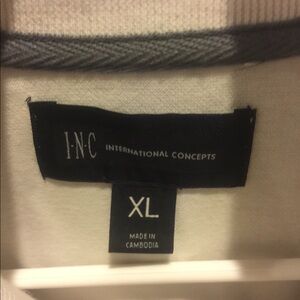 I·N·C INTERNATIONAL CONCEPTS
XL
MADE IN
CAMBODIA